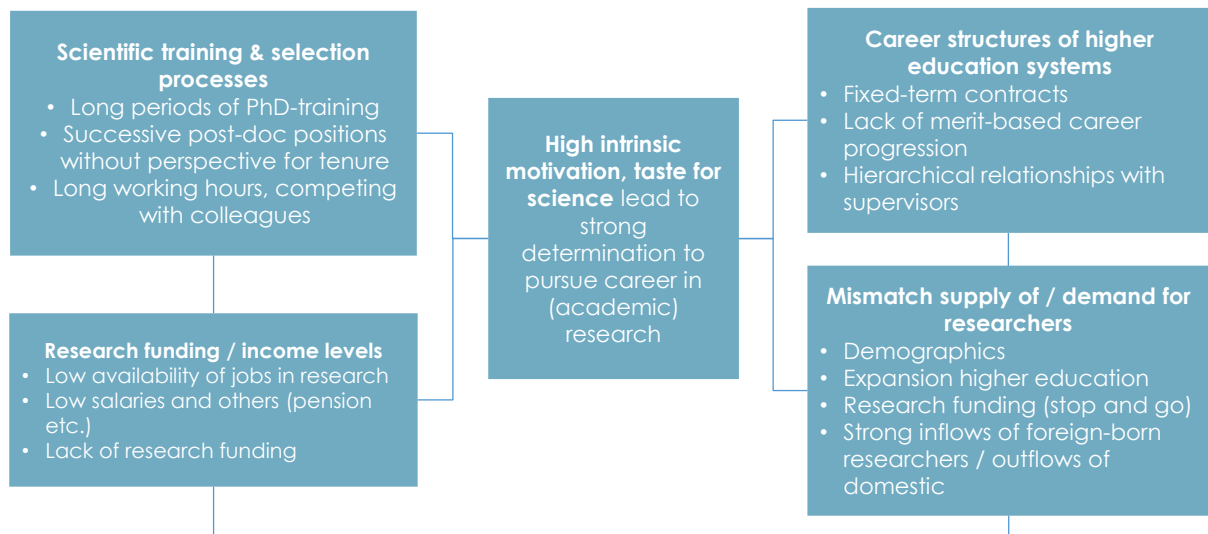 Scientific training & selection
processes
• Long periods of PhD-training
• Successive post-doc positions
without perspective for tenure
• Long working hours, competing
with colleagues
Research funding / income levels
• Low availability of jobs in research
• Low salaries and others (pension
etc.)
• Lack of research funding
High intrinsic
motivation, taste for
science lead to
strong
determination to
pursue career in
(academic)
research
Career structures of higher
education systems
• Fixed-term contracts
• Lack of merit-based career
progression
• Hierarchical relationships with
supervisors
Mismatch supply of / demand for
researchers
• Demographics
• Expansion higher education
• Research funding (stop and go)
• Strong inflows of foreign-born
researchers / outflows of
domestic